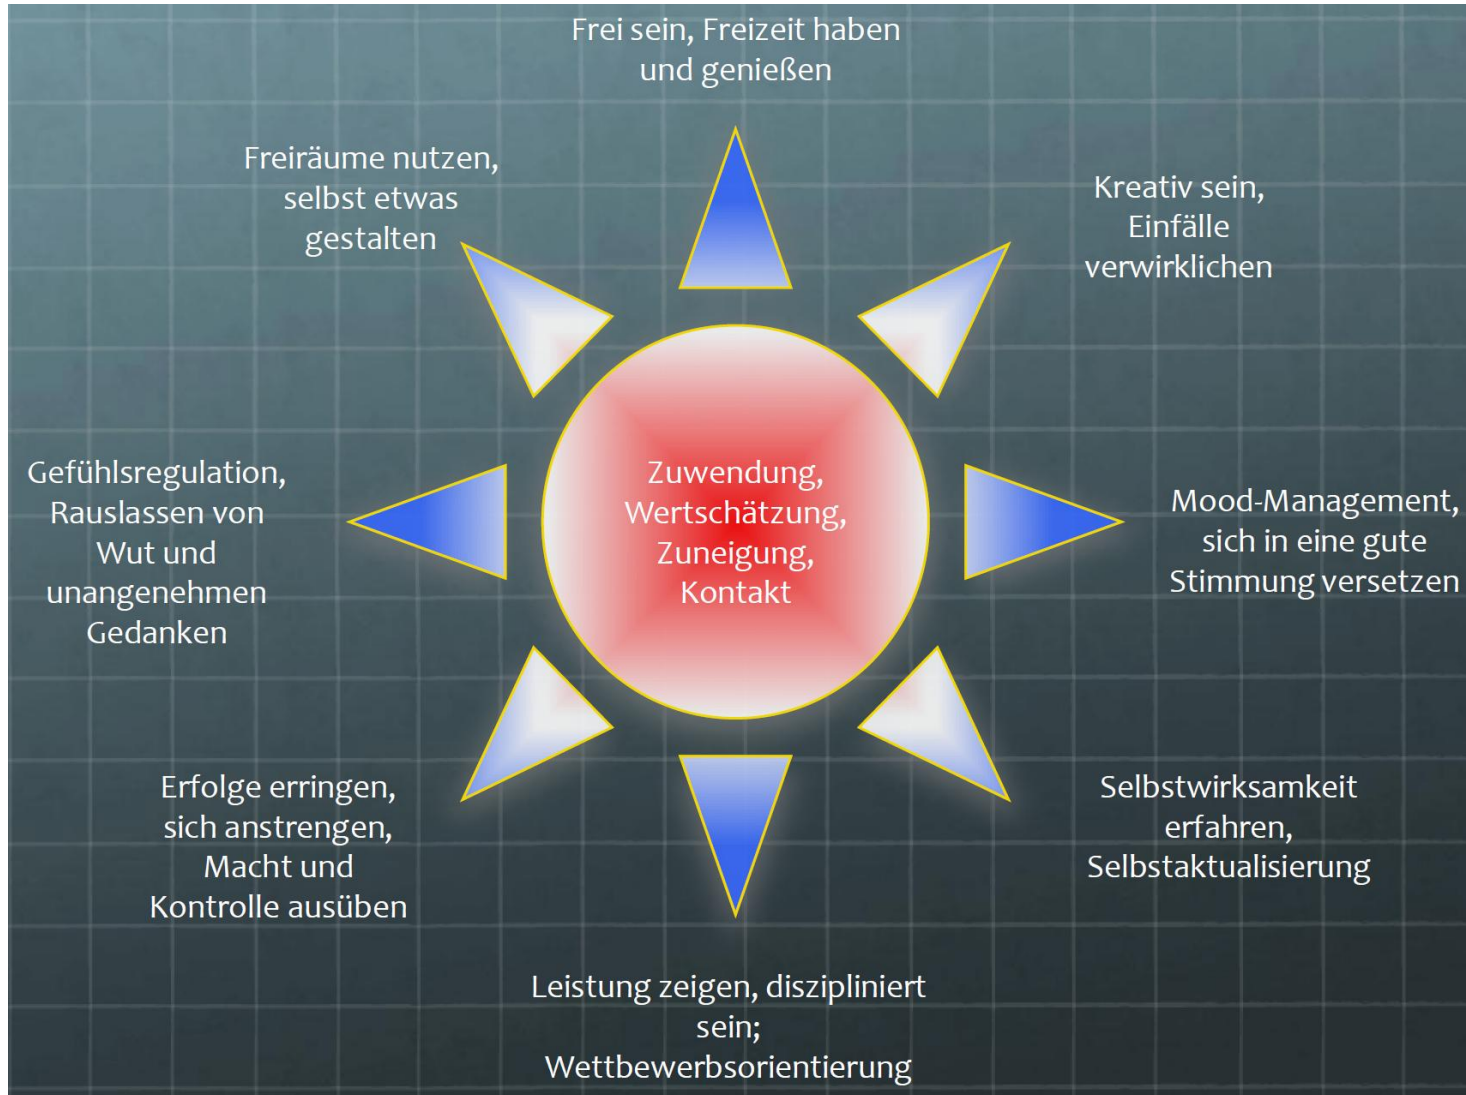 Frei sein, Freizeit haben
und genießen
Freiräume nutzen,
selbst etwas
gestalten
Kreativ sein,
Einfälle
verwirklichen
Gefühlsregulation,
Rauslassen von
Wut und
unangenehmen
Gedanken
Zuwendung,
Wertschätzung,
Zuneigung,
Kontakt
Mood-Management,
sich in eine gute
Stimmung versetzen
Erfolge erringen,
sich anstrengen,
Macht und
Kontrolle ausüben
Selbstwirksamkeit
erfahren,
Selbstaktualisierung
Leistung zeigen, diszipliniert
sein;
Wettbewerbsorientierung